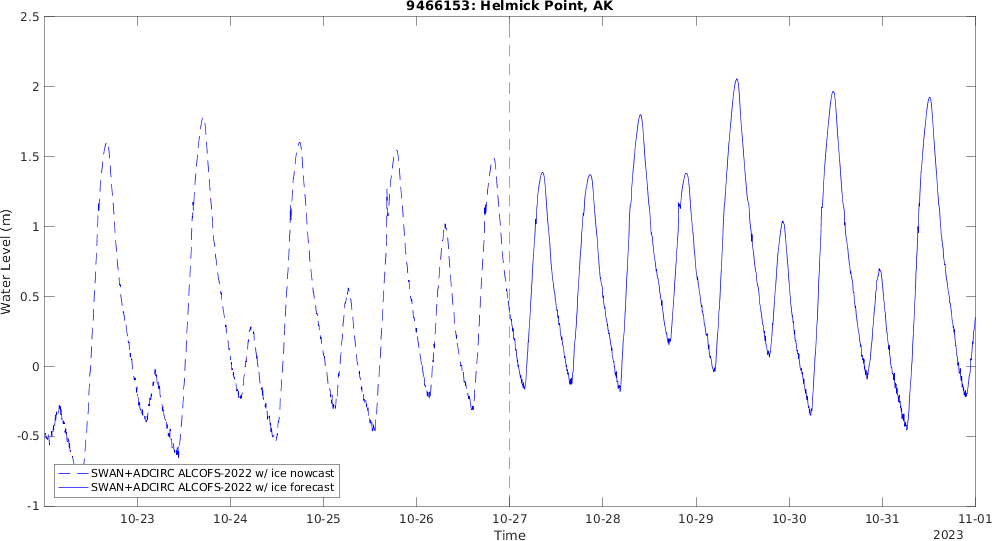 9466153: Helmick Point, AK
2.5
2
1.5
1
0.5
0
-0.5
-1
Water Level (m)
SWAN+ADCIRC ALCOFS-2022 w/ ice nowcast
SWAN+ADCIRC ALCOFS-2022 w/ ice forecast
10-23 10-24 10-25 10-26 10-27 10-28 10-29 10-30 10-31 11-01
Time
2023